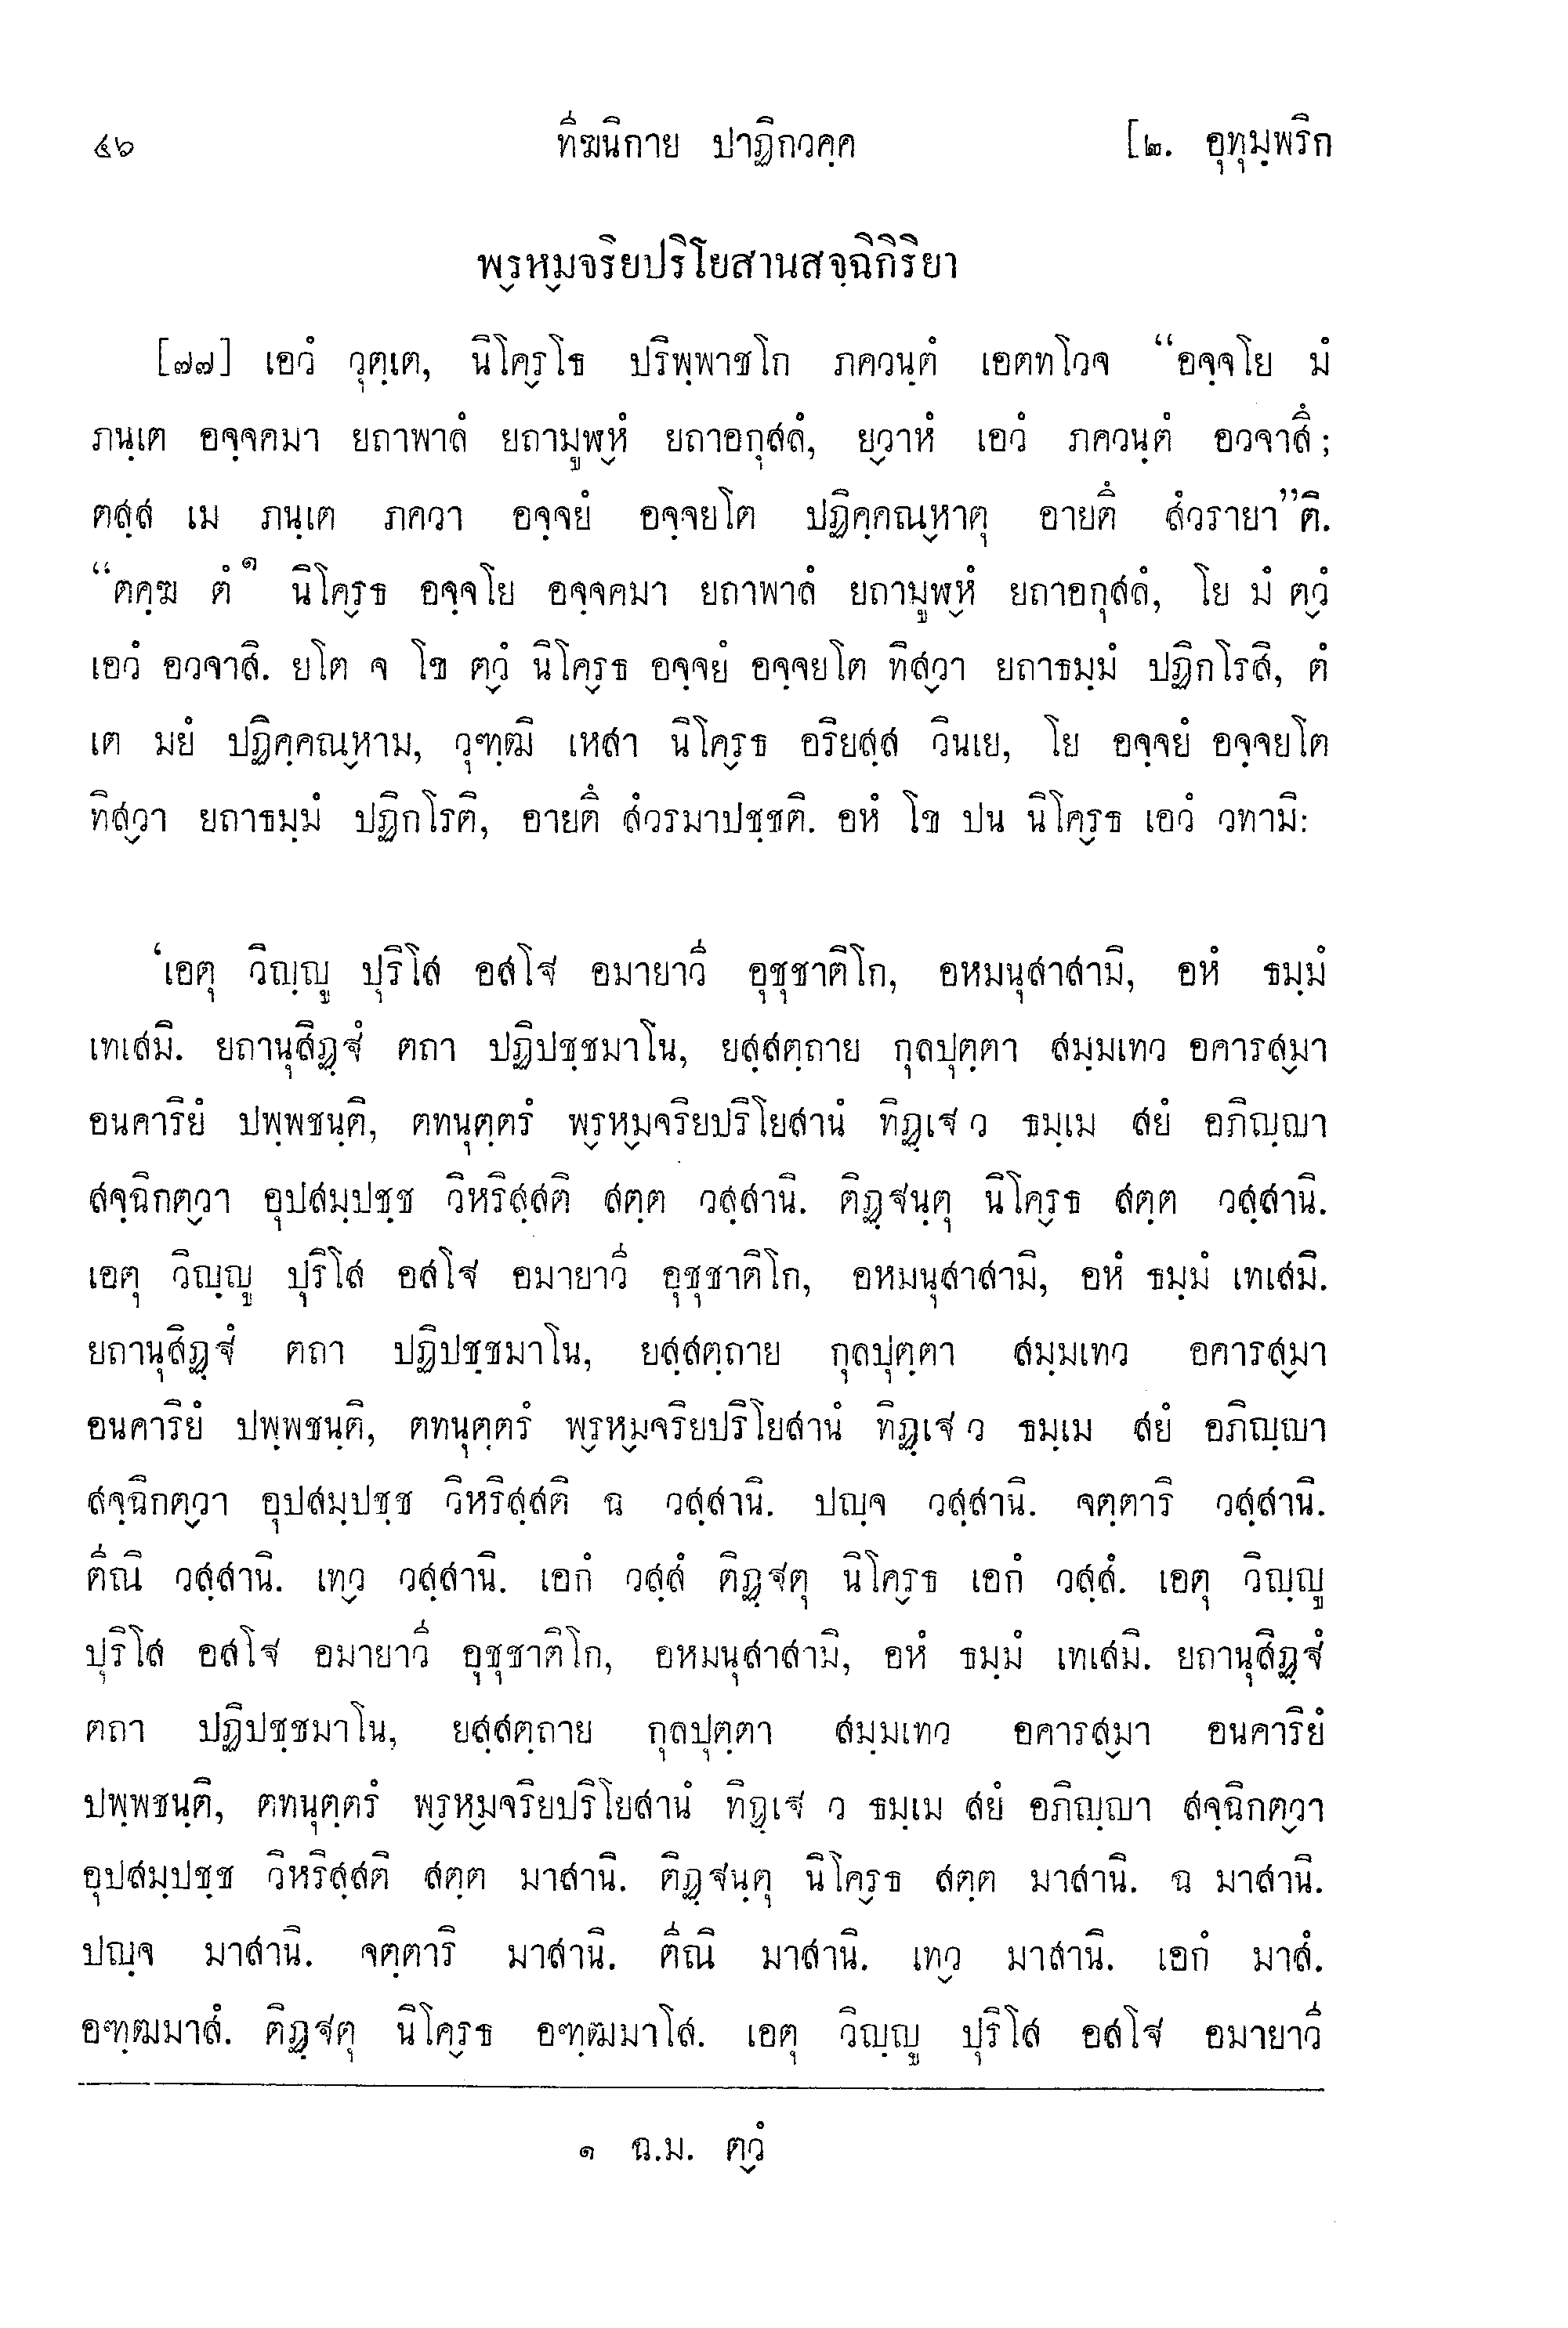 ๕๖ ทีฆนิกาย ปาฏิกวคฺค [๒. อุทุมฺพริก
พร๎หม๎จริยปริโยสานสจฺฉิกิริยา
[๗๗] เอวํ วุตฺเต, นิโคร๎โธ ปริพฺพาชโก ภควนฺตํ เอตทโวจ “อจฺจโย มํ
ภนฺเต อจฺจคมา ยถาพาลํ ยถามูฬห๎ํ ยถาอกุสลํ, ยว๎าหํ เอวํ ภควนฺตํ อวจาสึ;
ตสฺส เม ภนฺเต ภควา อจฺจยํ อจฺจยโต ปฏิคฺคณห๎าตุ อายตึ สํวรายา”ติ.
“ตคฺฆ ตํ๑ นิโคร๎ธ อจฺจโย อจฺจคมา ยถาพาลํ ยถามูฬห๎ํ ยถาอกุสลํ, โย มํ ตว๎ํ
เอวํ อวจาสิ. ยโต จ โข ตว๎ํ นิโคร๎ธ อจฺจยํ อจฺจยโต ทิสว๎า ยถาธมฺมํ ปฏิกโรสิ, ตํ
เต มยํ ปฏิคฺคณห๎าม, วุฑฺฒิ เหสา นิโคร๎ธ อริยสฺส วินเย, โย อจฺจยํ อจฺจยโต
ทิสว๎า ยถาธมฺมํ ปฏิกโรติ, อายตึ สํวรมาปชฺชติ. อหํ โข ปน นิโคร๎ธ เอวํ วทามิ:
‘เอตุ วิญฺญู ปุริโส อสโฐ อมายาวี อุชุชาติโก, อหมนุสาสามิ, อหํ ธมฺมํ
เทเสมิ. ยถานุสิฏฺฐํ ตถา ปฏิปชฺชมาโน, ยสฺสตฺถาย กุลปุตฺตา สมฺมเทว อคารสม๎า
อนคาริยํ ปพฺพชนฺติ, ตทนุตฺตรํ พร๎หม๎จริยปริโยสานํ ทิฏฺเฐ ว ธมฺเม สยํ อภิญฺญา
สจฺฉิกตว๎า อุปสมฺปชฺช วิหริสฺสติ สตฺต วสฺสานิ. ติฏฺฐนฺตุ นิโคร๎ธ สตฺต วสฺสานิ.
เอตุ วิญฺญู ปุริโส อสโฐ อมายาวี อุชุชาติโก, อหมนุสาสามิ, อหํ ธมฺมํ เทเสมิ.
ยถานุสิฏฺฐํ ตถา ปฏิปชฺชมาโน, ยสฺสตฺถาย กุลปุตฺตา สมฺมเทว อคารสม๎า
อนคาริยํ ปพฺพชนฺติ, ตทนุตฺตรํ พร๎หม๎จริยปริโยสานํ ทิฏฺเฐ ว ธมฺเม สยํ อภิญฺญา
สจฺฉิกตว๎า อุปสมฺปชฺช วิหริสฺสติ ฉ วสฺสานิ. ปญฺจ วสฺสานิ. จตฺตาริ วสฺสานิ.
ตีณิ วสฺสานิ. เทว๎ วสฺสานิ. เอกํ วสฺสํ ติฏฺฐตุ นิโคร๎ธ เอกํ วสฺสํ. เอตุ วิญฺญู
ปุริโส อสโฐ อมายาวี อุชุชาติโก, อหมนุสาสามิ, อหํ ธมฺมํ เทเสมิ. ยถานุสิฏฺฐํ
ตถา ปฏิปชฺชมาโน, ยสฺสตฺถาย กุลปุตฺตา สมฺมเทว อคารสม๎า อนคาริยํ
ปพฺพชนฺติ, ตทนุตฺตรํ พร๎หม๎จริยปริโยสานํ ทิฏฺเฐ ว ธมฺเม สยํ อภิญฺญา สจฺฉิกตว๎า
อุปสมฺปชฺช วิหริสฺสติ สตฺต มาสานิ. ติฏฺฐนฺตุ นิโคร๎ธ สตฺต มาสานิ. ฉ มาสานิ.
ปญฺจ มาสานิ. จตฺตาริ มาสานิ. ตีณิ มาสานิ. เทว๎ มาสานิ. เอกํ มาสํ.
อฑฺฒมาสํ. ติฏฺฐตุ นิโคร๎ธ อฑฺฒมาโส. เอตุ วิญฺญู ปุริโส อสโฐ อมายาวี
๑ ฉ.ม. ตว๎ํ